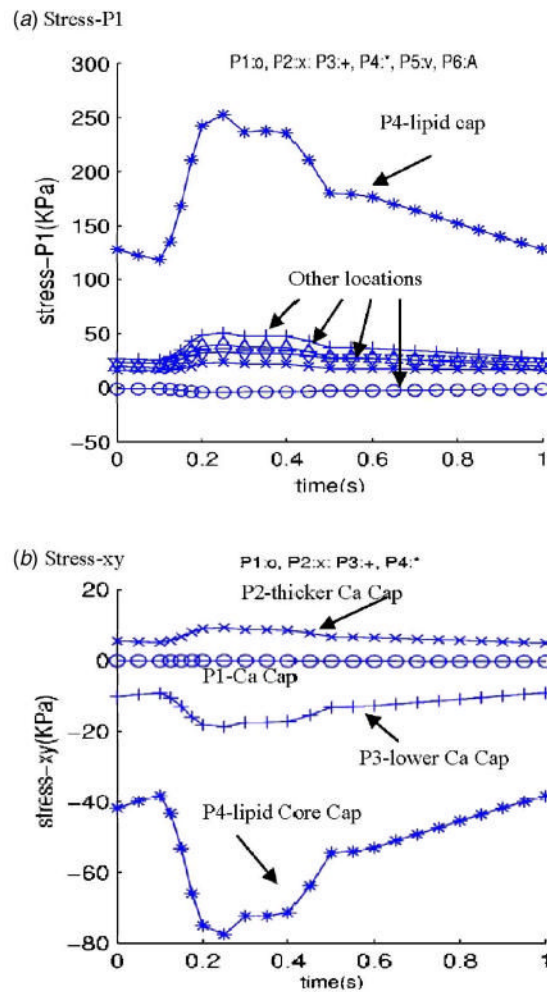 (a) Stress-P1
P1:o, P2:x: P3:+, P4:*, P5:v, P6:A
300
250
200
150
100
50
0
-50
stress-P1(KPa)
P4-lipid cap
Other locations
0 0.2 0.4 0.6 0.8 1
time(s)
(b) Stress-xy
P1:o, P2:x: P3:+, P4:*
20
0
-20
-40
-60
-80
stress-xy(KPa)
P2-thicker Ca Cap
P1-Ca Cap
P3-lower Ca Cap
P4-lipid Core Cap
0 0.2 0.4 0.6 0.8 1
time(s)